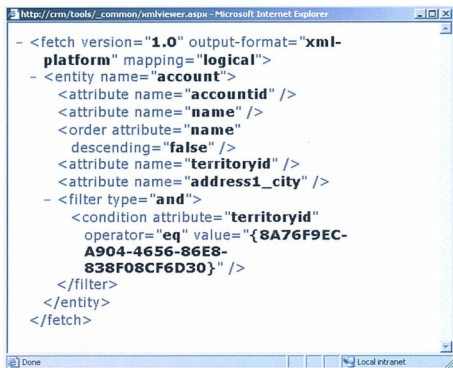 http://crm/tools/_common/xmlviewer.aspx - Microsoft Internet Explorer
- <fetch version="1.0" output-format="xml-
platform" mapping="logical">
- <entity name="account">
<attribute name="accountid" />
<attribute name="name" />
<order attribute="name"
descending="false" />
<attribute name="territoryid" />
<attribute name="address1_city" />
- <filter type="and">
<condition attribute="territoryid"
operator="eq" value="{8A76F9EC-
A904-4656-86E8-
838F08CF6D30}" />
</filter>
</entity>
</fetch>
Done
Local intranet